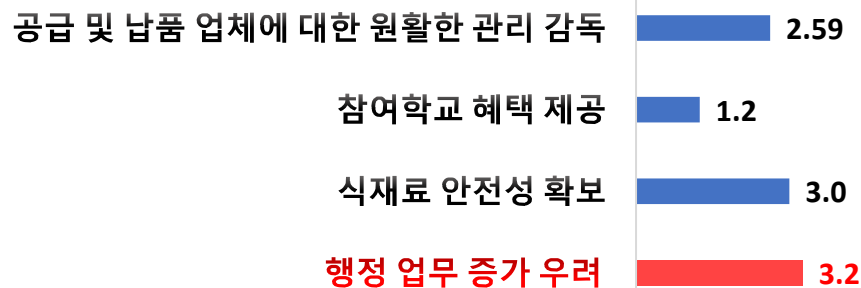 공급 및 납품 업체에 대한 원활한 관리 감독 2.59
참여학교 혜택 제공 1.2
식재료 안전성 확보 3.0
행정 업무 증가 우려 3.2